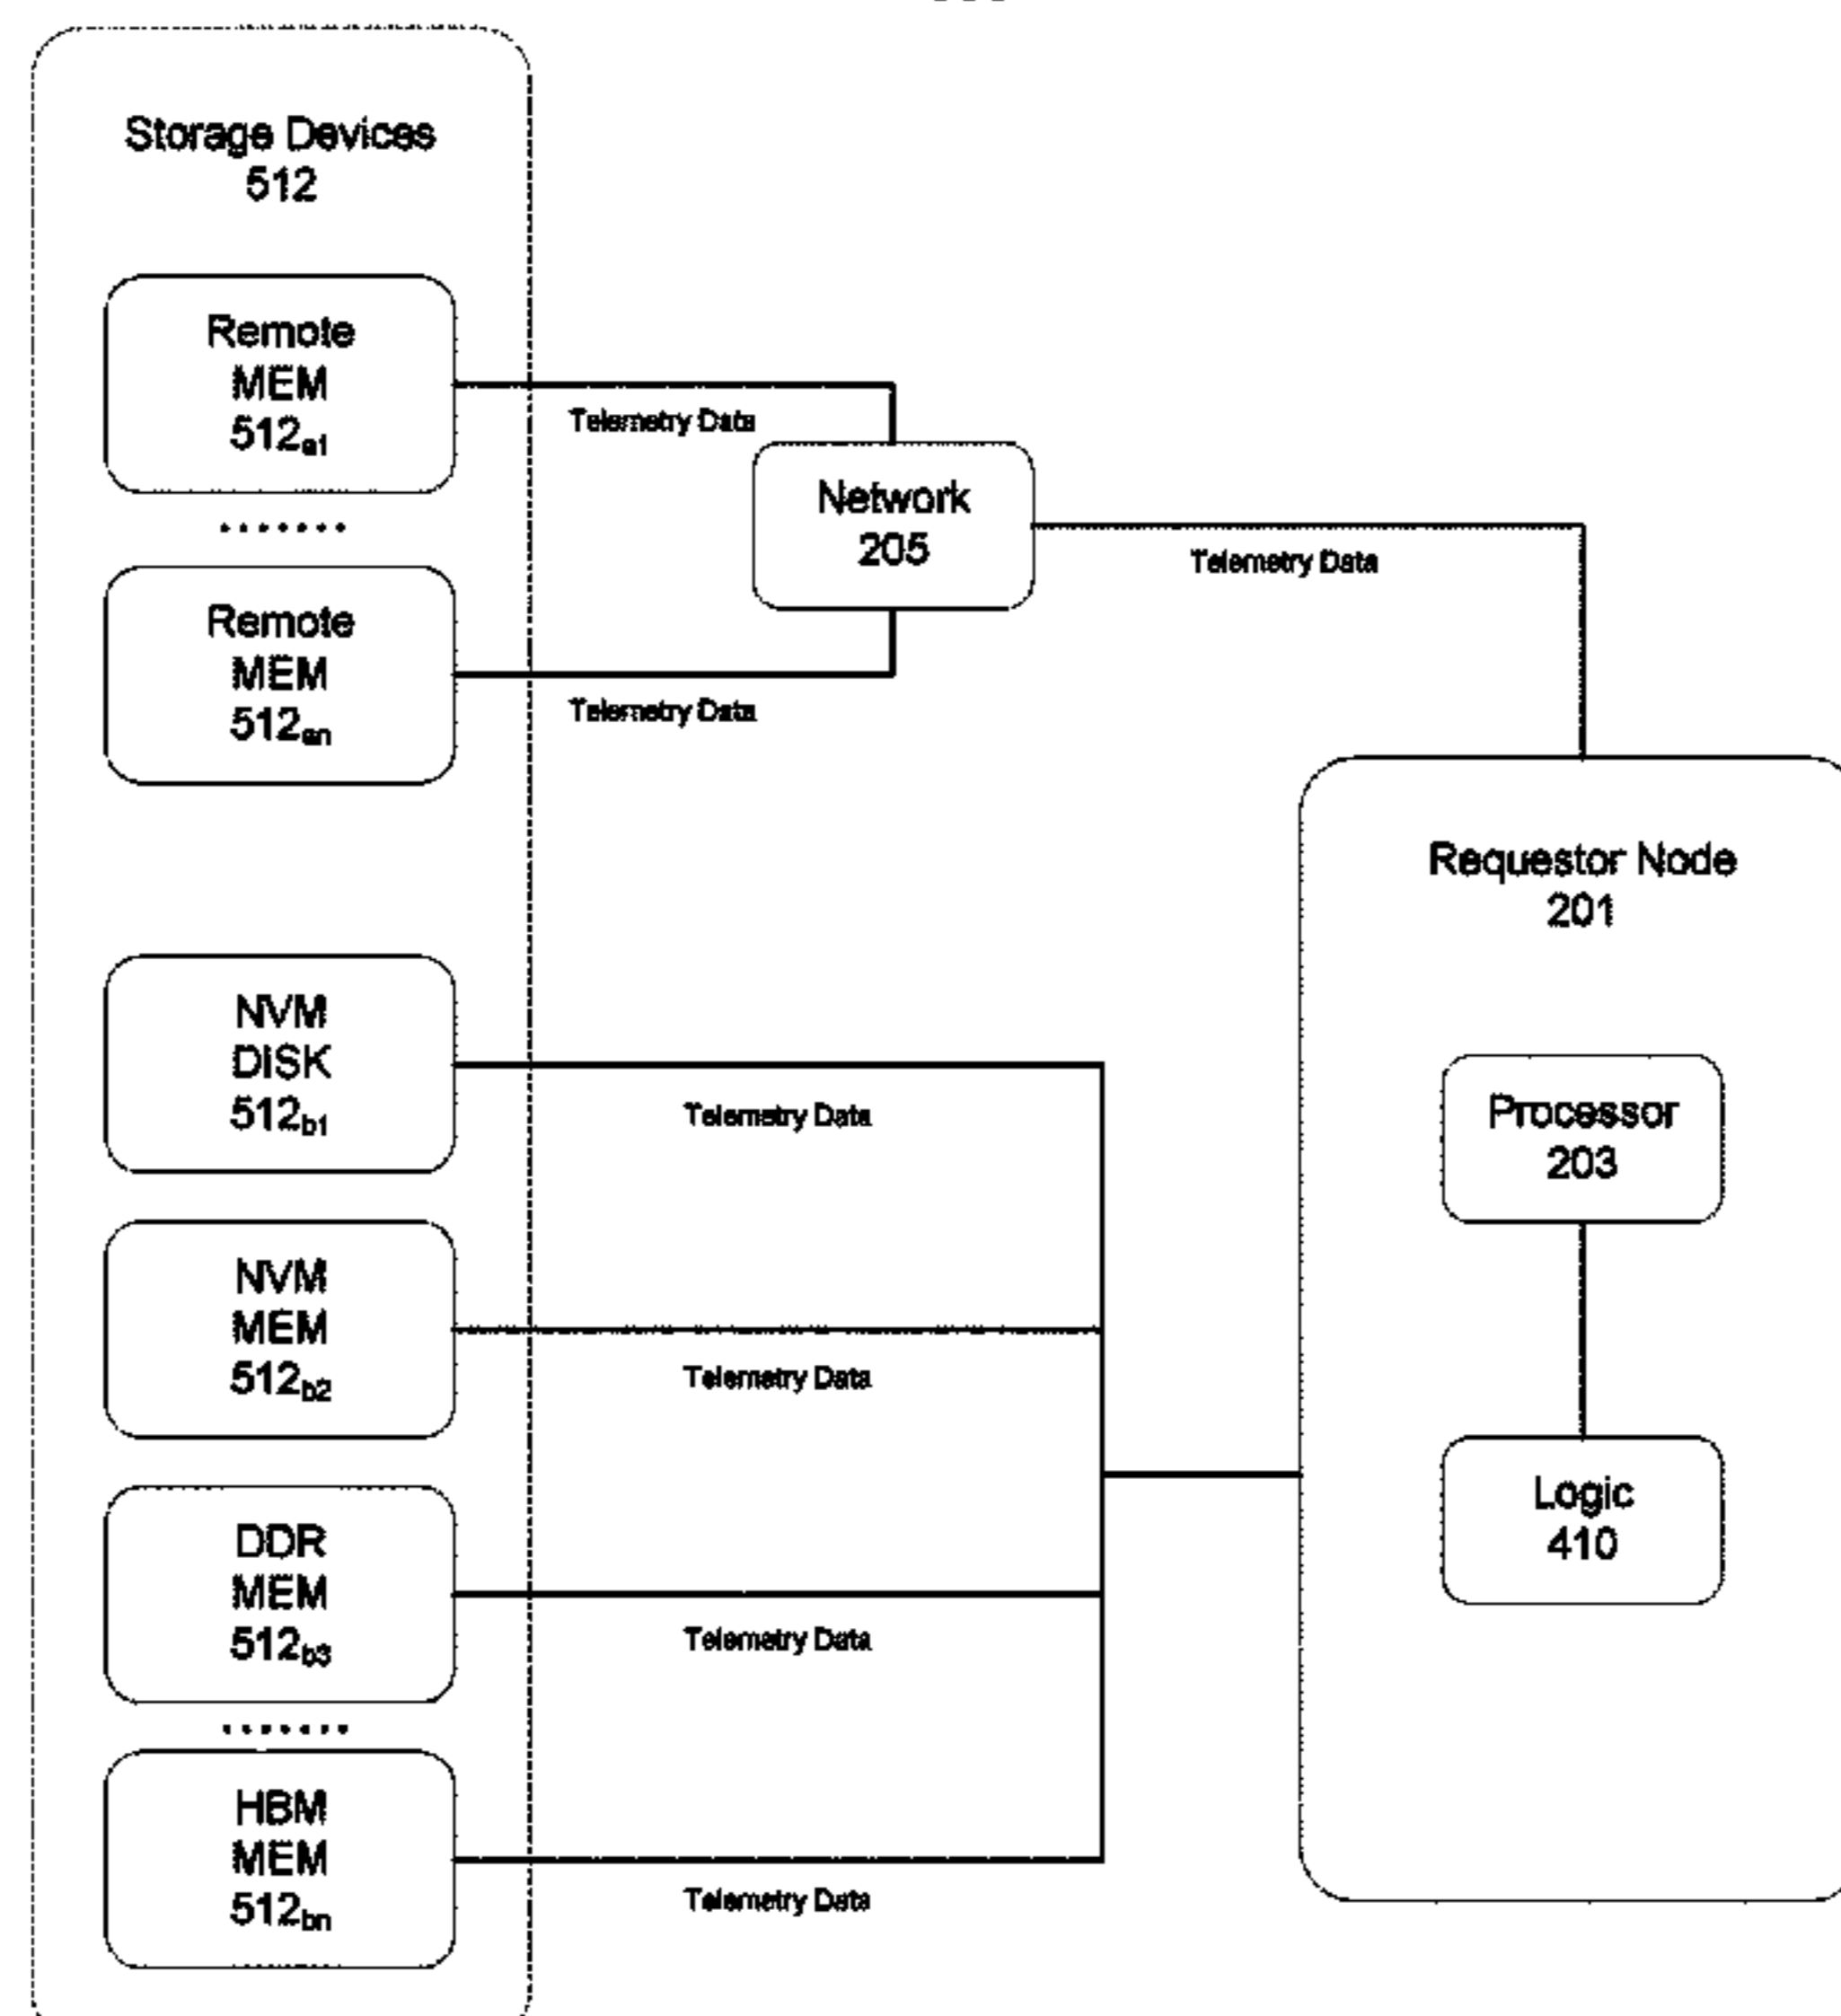 Storage Devices
512
Remote
MEM
512a1
Telemetry Data
Network
205
Telemetry Data
.......
Remote
MEM
512an
Telemetry Data
Requestor Node
201
NVM
DISK
512b1
Telemetry Data
Processor
203
NVM
MEM
512b2
Telemetry Data
Logic
410
DDR
MEM
512b3
Telemetry Data
.......
HBM
MEM
512bn
Telemetry Data